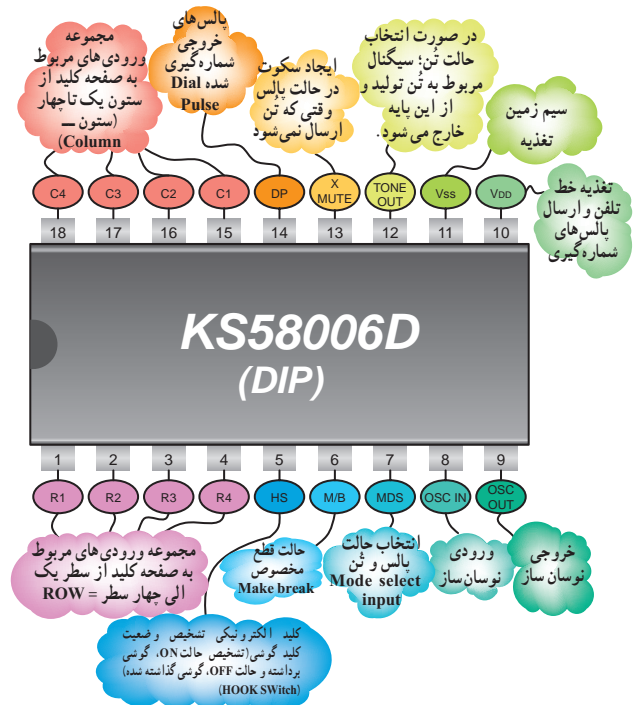 مجموعه
ورودی‌های مربوط
به صفحه کلید از
ستون یک تا چهار
(ستون ــ
Column)
پالس‌های
خروجی
شماره‌گیری
شده Dial
Pulse
ایجاد سکوت
در حالت پالس
وقتی که تُن
ارسال نمی‌شود
در صورت انتخاب
حالت تُن؛ سیگنال
مربوط به تُن تولید و
از این پایه
خارج می‌شود.
سیم زمین
تغذیه
تغذیه خط
تلفن و ارسال
پالس‌های
شماره‌گیری
C4 C3 C2 C1 DP X MUTE TONE OUT VSS VDD
18 17 16 15 14 13 12 11 10
KS58006D
(DIP)
1 2 3 4 5 6 7 8 9
R1 R2 R3 R4 HS M/B MDS OSC IN OSC OUT
مجموعه ورودی‌های مربوط
به صفحه کلید از سطر یک
الی چهار سطر = ROW
کلید الکترونیکی تشخیص وضعیت
کلید گوشی(تشخیص حالت ON، گوشی
برداشته و حالت OFF، گوشی گذاشته شده)
(HOOK SWitch)
حالت قطع
مخصوص
Make break
انتخاب حالت
پالس و تُن
Mode select
input
ورودی
نوسان‌ساز
خروجی
نوسان ساز